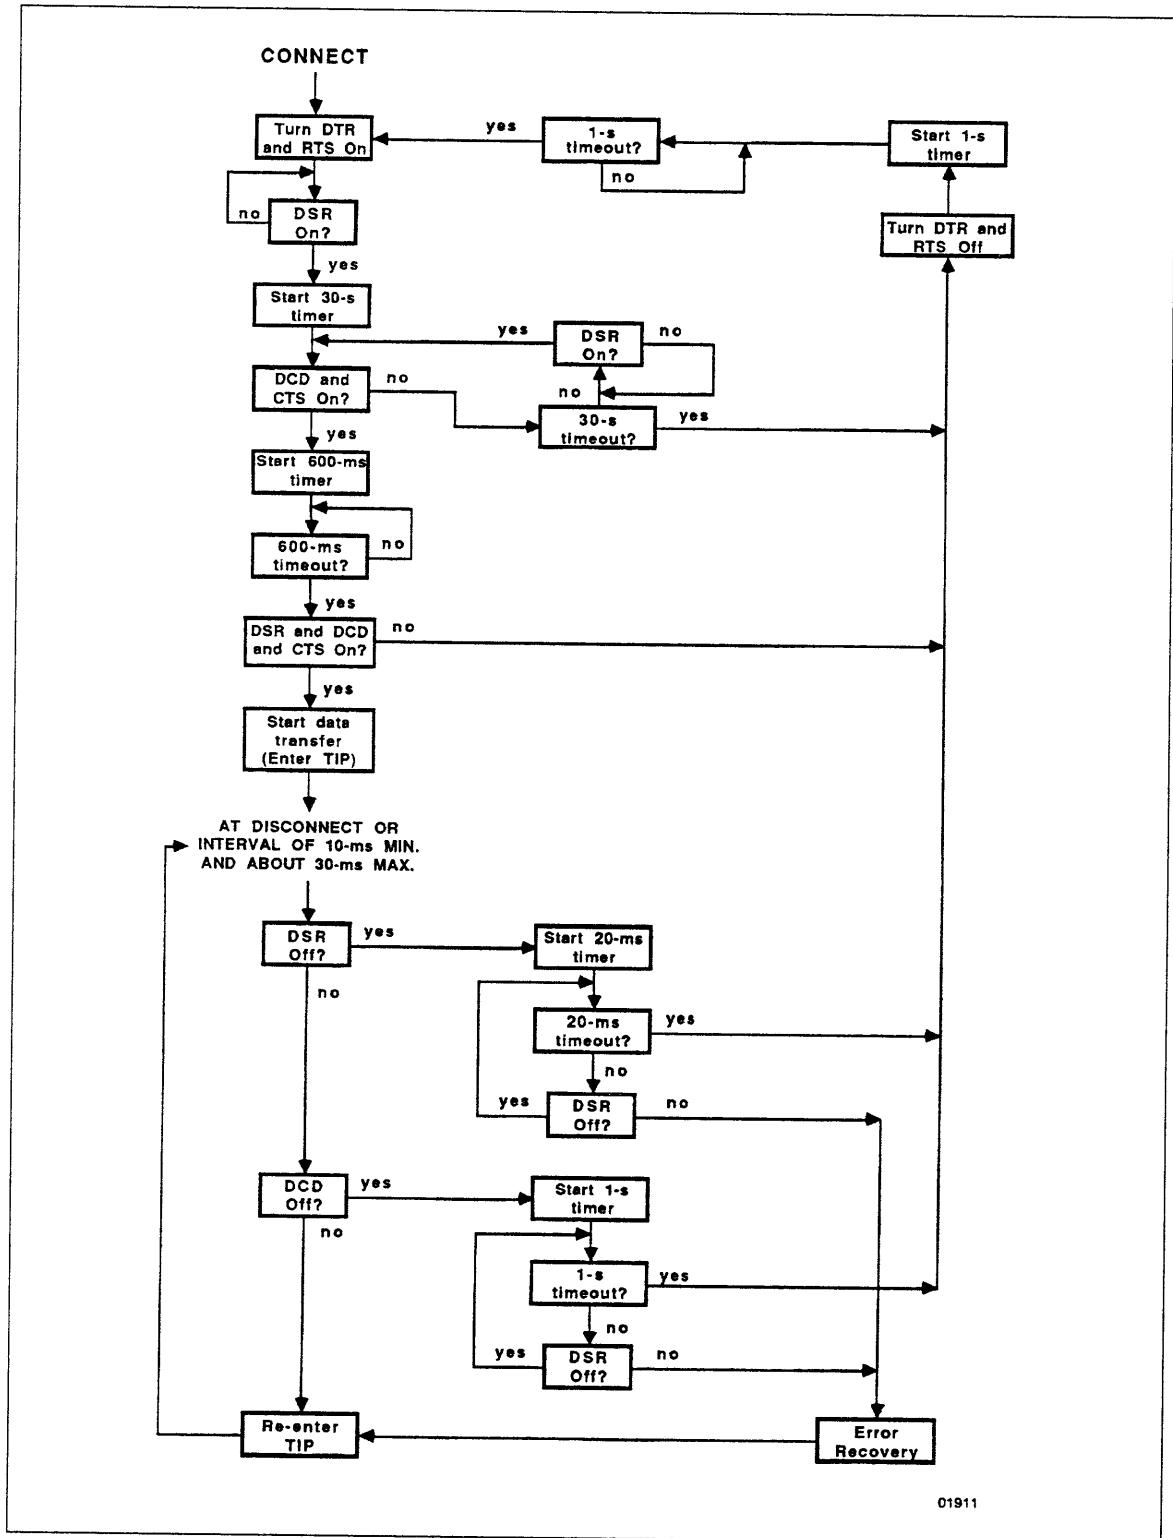 CONNECT
Turn DTR
and RTS On
yes
1-s
timeout?
no
Start 1-s
timer
Turn DTR and
RTS Off
no
DSR
On?
yes
Start 30-s
timer
yes
DSR
On?
no
DCD and
CTS On?
no
no
30-s
timeout?
yes
yes
Start 600-ms
timer
600-ms
timeout?
no
yes
DSR and DCD
and CTS On?
no
yes
Start data
transfer
(Enter TIP)
AT DISCONNECT OR
INTERVAL OF 10-ms MIN.
AND ABOUT 30-ms MAX.
DSR
Off?
yes
Start 20-ms
timer
no
20-ms
timeout?
yes
no
yes
DSR
Off?
no
DCD
Off?
yes
Start 1-s
timer
no
1-s
timeout?
yes
no
yes
DSR
Off?
no
Re-enter
TIP
Error
Recovery
01911